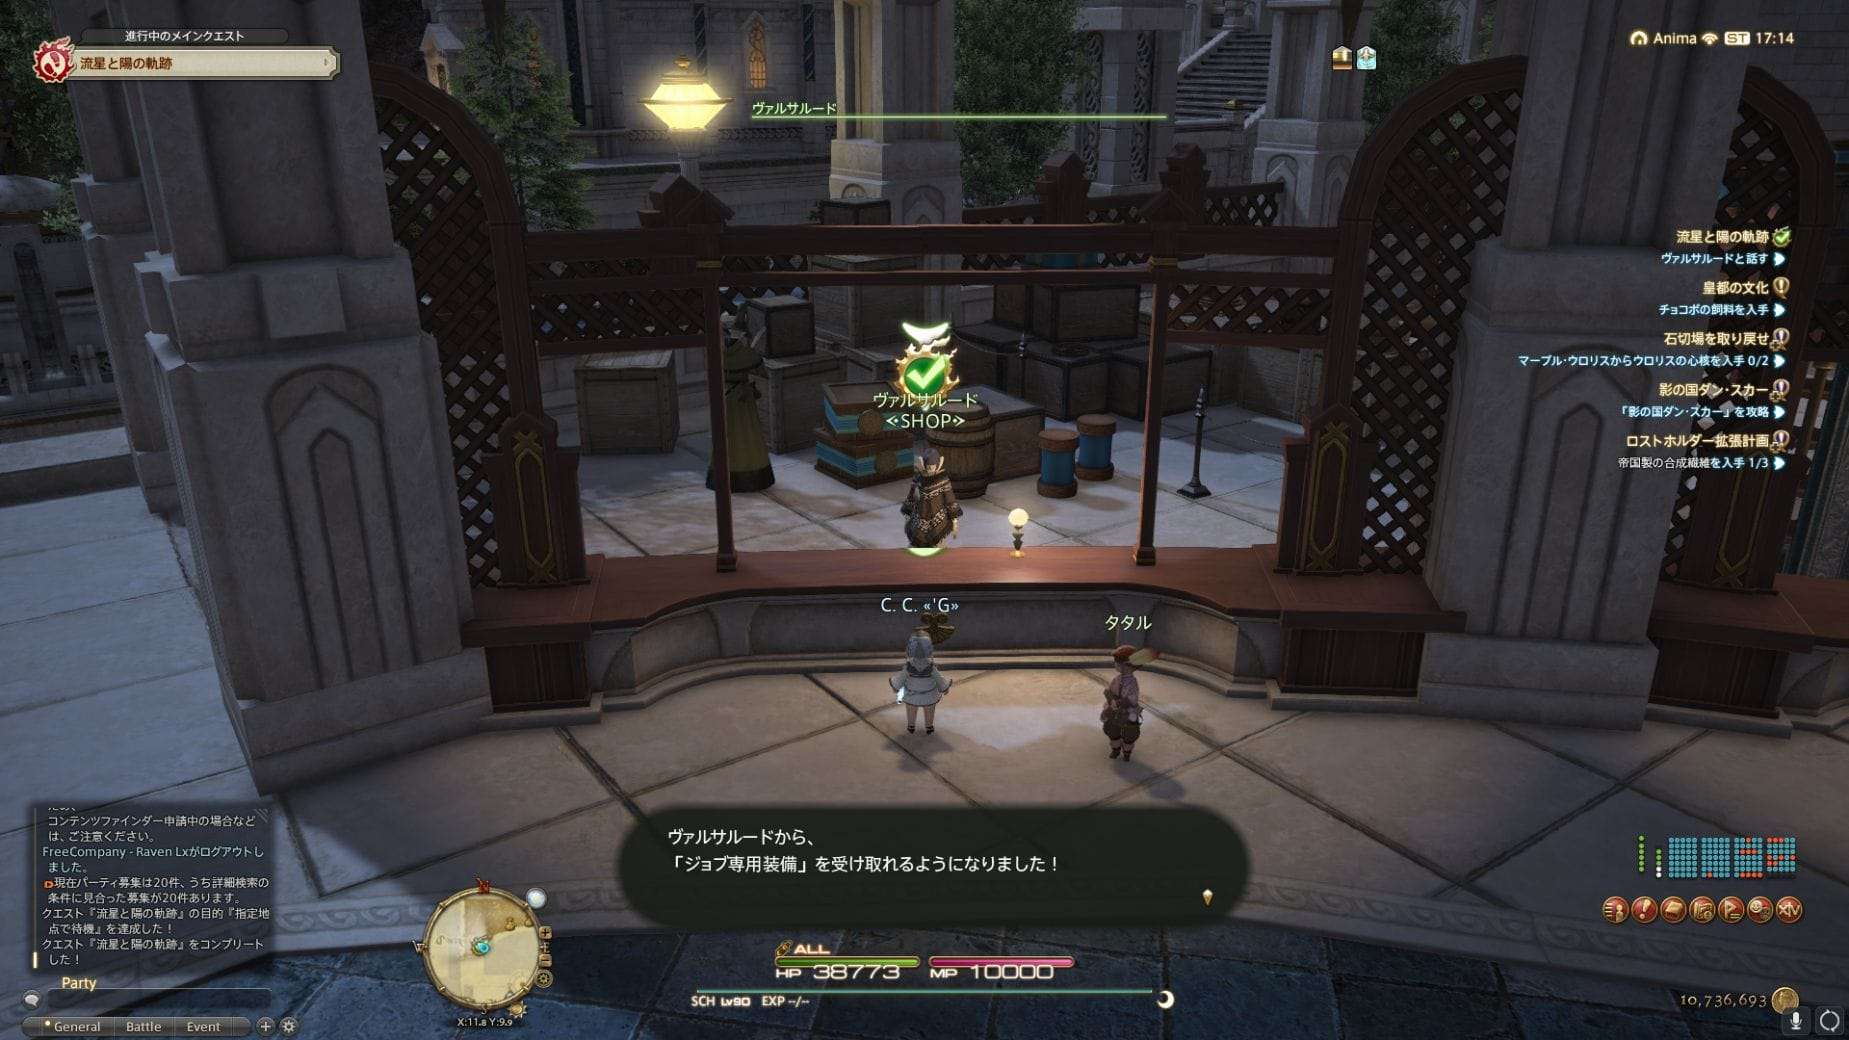 進行中のメインクエスト
流星と陽の軌跡
Anima ST 17:14
ヴァルサルード
流星と陽の軌跡
ヴァルサルードと話す
皇都の文化
チョコボの飼料を入手
石切場を取り戻せ
マーブル・ウロリスからウロリスの心核を入手 0/2
影の国ダン・スカー
「影の国ダン・スカー」を攻略
ロストホルダー拡張計画
帝国製の合成繊維を入手 1/3
ヴァルサルード
SHOP
C. C. «'G»
タタル
ヴァルサルードから、
「ジョブ専用装備」を受け取れるようになりました！
コンテンツファインダー申請中の場合など
は、ご注意ください。
FreeCompany - Raven Lxがログアウトし
ました。
現在パーティ募集は20件、うち詳細検索の
条件に見合った募集が20件あります。
クエスト『流星と陽の軌跡』の目的『指定地
点で待機』を達成した！
クエスト『流星と陽の軌跡』をコンプリート
した！
Party
General Battle Event
X:11.8 Y:9.9
ALL
HP 38773 MP 10000
SCH Lv90 EXP --/--
XIV
10,736,693